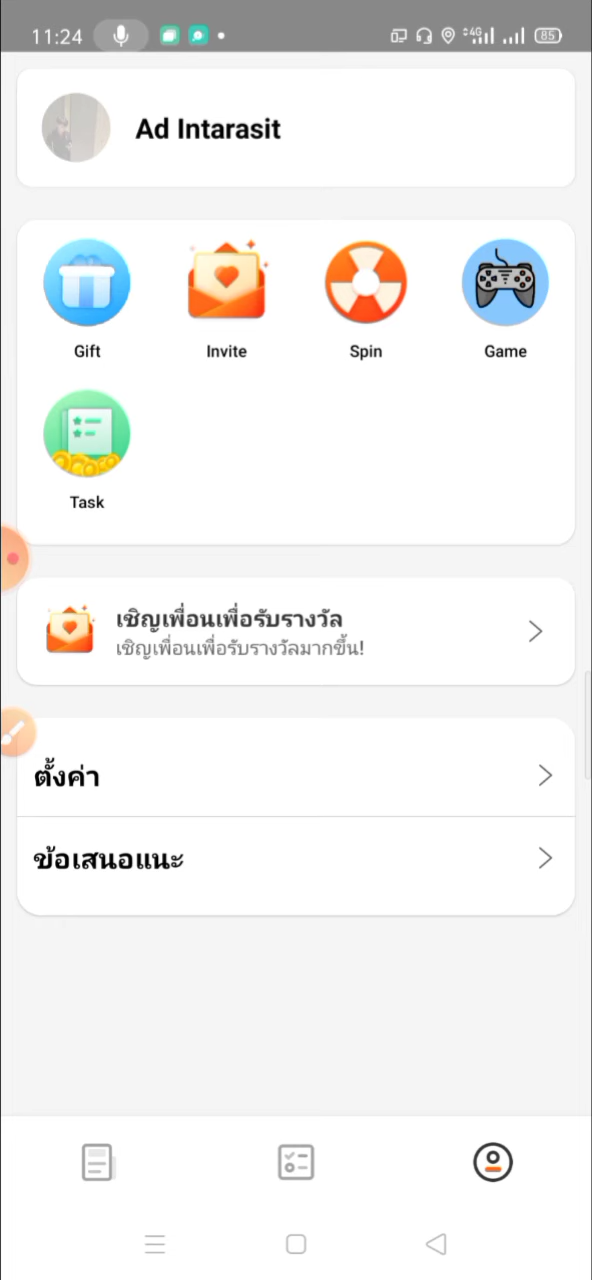 11:24
4G
85
Ad Intarasit
Gift
Invite
Spin
Game
Task
เชิญเพื่อนเพื่อรับรางวัล
เชิญเพื่อนเพื่อรับรางวัลมากขึ้น!
ตั้งค่า
ข้อเสนอแนะ